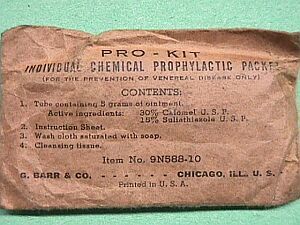 PRO-KIT
INDIVIDUAL CHEMICAL PROPHYLACTIC PACKET
(FOR THE PREVENTION OF VENEREAL DISEASE ONLY)
CONTENTS:
1. Tube containing 5 grams of ointment.
Active ingredients: 30% Calomel U. S. P.
15% Sulfathiazole U. S. P.
2. Instruction Sheet.
3. Wash cloth saturated with soap.
4. Cleansing tissue.
Item No. 9N588-10
G. BARR & CO. ----- CHICAGO, ILL., U. S.
Printed in U. S. A.